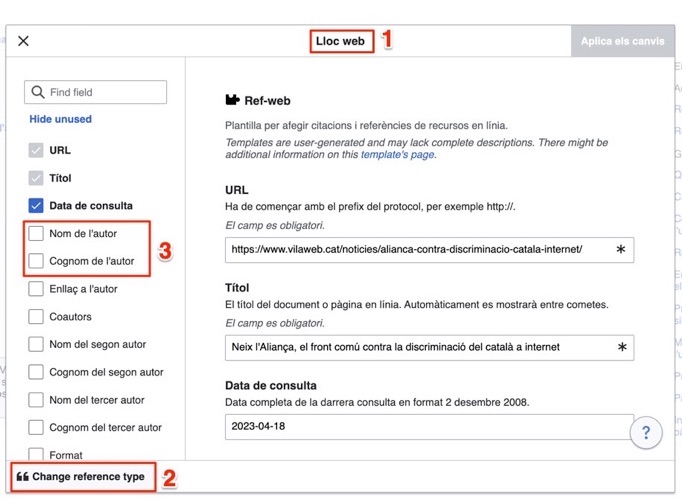 Lloc web
1
Aplica els canvis
Find field
Hide unused
URL
Títol
Data de consulta
Nom de l'autor
Cognom de l'autor
3
Enllaç a l'autor
Coautors
Nom del segon autor
Cognom del segon autor
Nom del tercer autor
Cognom del tercer autor
Format
Ref-web
Plantilla per afegir citacions i referències de recursos en línia.
Templates are user-generated and may lack complete descriptions. There might be
additional information on this template's page.
URL
Ha de començar amb el prefix del protocol, per exemple http://.
El camp es obligatori.
https://www.vilaweb.cat/noticies/alianca-contra-discriminacio-catala-internet/ *
Títol
El títol del document o pàgina en línia. Automàticament es mostrarà entre cometes.
El camp es obligatori.
Neix l'Aliança, el front comú contra la discriminació del català a internet *
Data de consulta
Data completa de la darrera consulta en format 2 desembre 2008.
2023-04-18
?
Change reference type
2